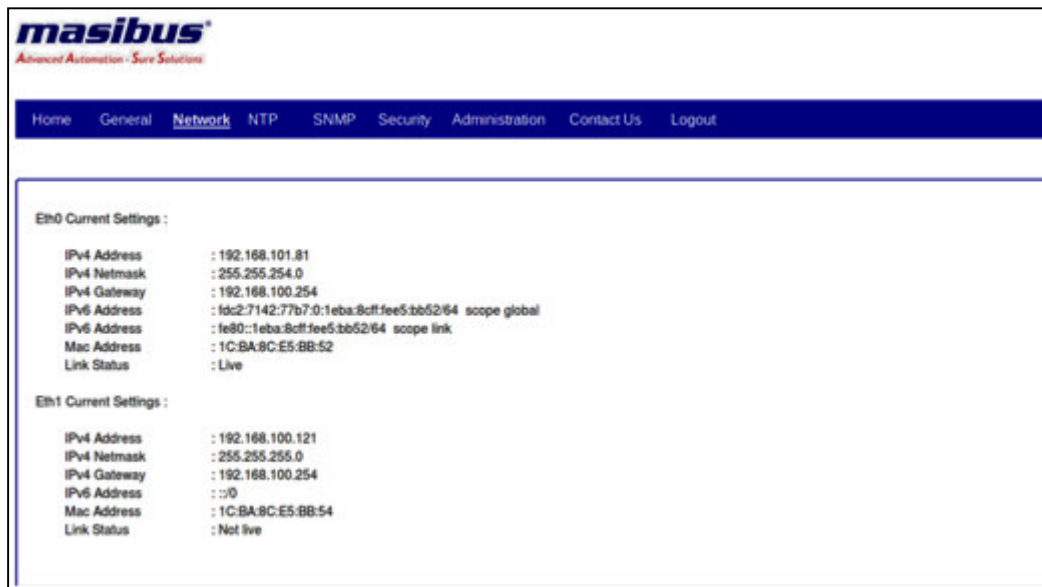 masibus
Advanced Automation - Sure Solutions
Home General Network NTP SNMP Security Administration Contact Us Logout
Eth0 Current Settings :
IPv4 Address : 192.168.101.81
IPv4 Netmask : 255.255.254.0
IPv4 Gateway : 192.168.100.254
IPv6 Address : fdc2:7142:77b7:0:1eba:8cff:fee5:bb52/64 scope global
IPv6 Address : fe80::1eba:8cff:fee5:bb52/64 scope link
Mac Address : 1C:BA:8C:E5:BB:52
Link Status : Live
Eth1 Current Settings :
IPv4 Address : 192.168.100.121
IPv4 Netmask : 255.255.255.0
IPv4 Gateway : 192.168.100.254
IPv6 Address : ::/0
Mac Address : 1C:BA:8C:E5:BB:54
Link Status : Not live